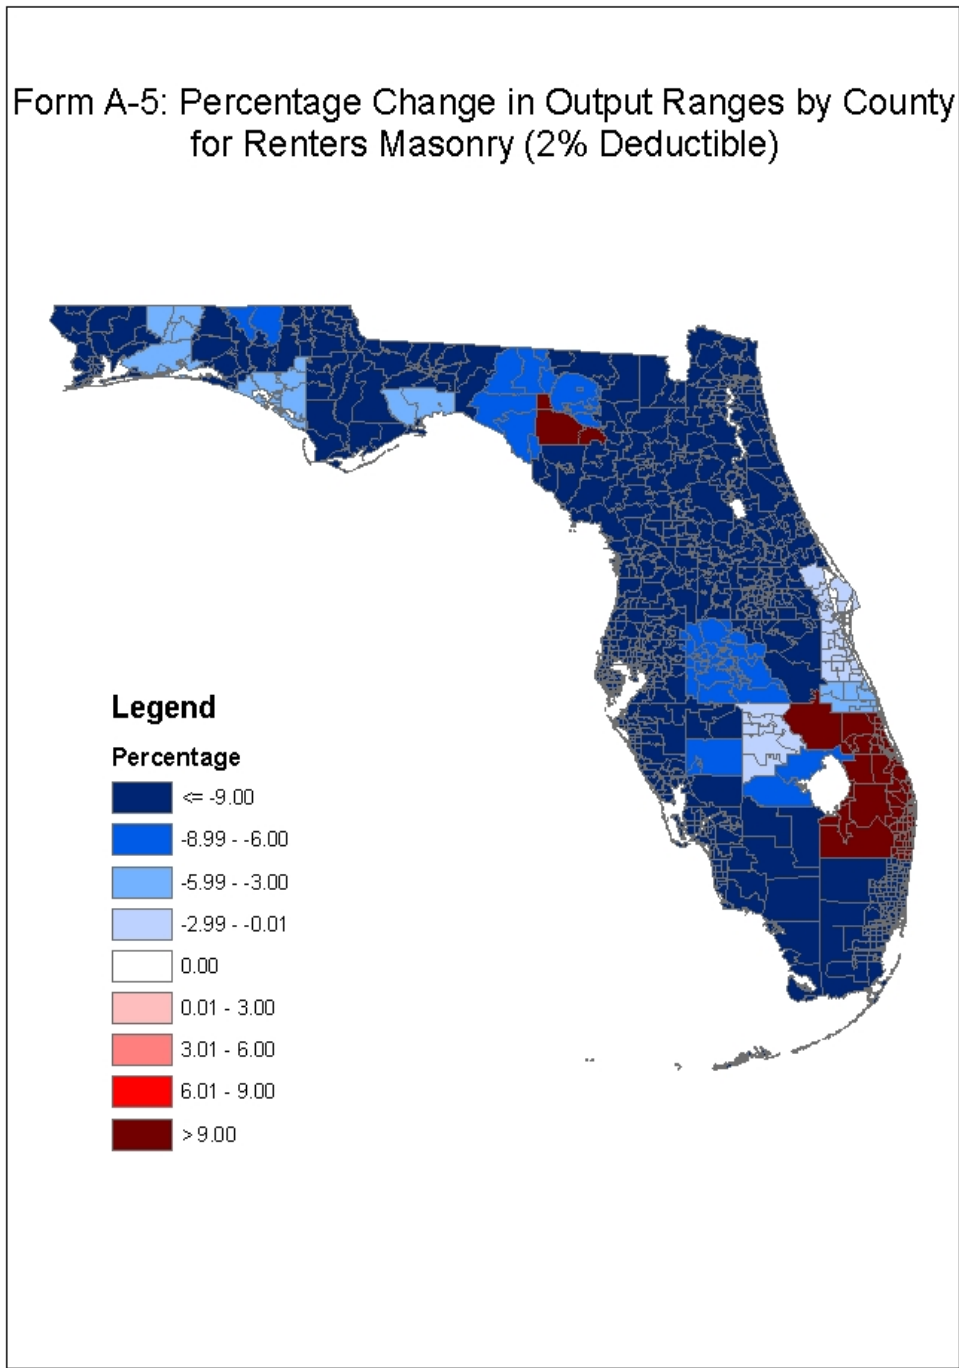 Form A-5: Percentage Change in Output Ranges by County
for Renters Masonry (2% Deductible)
Legend
Percentage
<= -9.00
-8.99 - -6.00
-5.99 - -3.00
-2.99 - -0.01
0.00
0.01 - 3.00
3.01 - 6.00
6.01 - 9.00
> 9.00